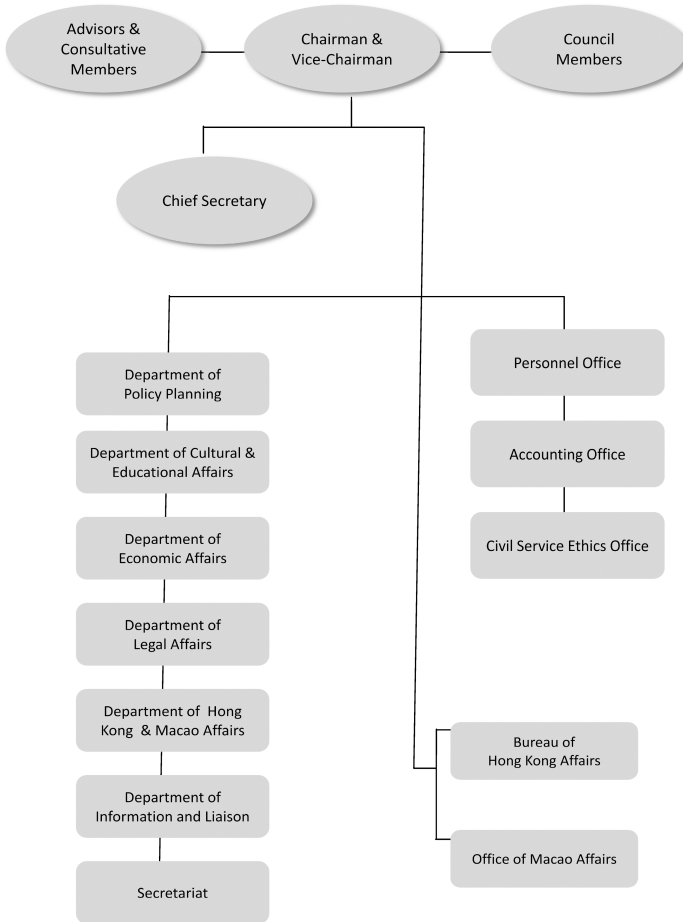 Advisors &
Consultative
Members
Chairman &
Vice-Chairman
Council
Members
Chief Secretary
Department of
Policy Planning
Department of Cultural &
Educational Affairs
Department of
Economic Affairs
Department of
Legal Affairs
Department of Hong
Kong & Macao Affairs
Department of
Information and Liaison
Secretariat
Personnel Office
Accounting Office
Civil Service Ethics Office
Bureau of
Hong Kong Affairs
Office of Macao Affairs